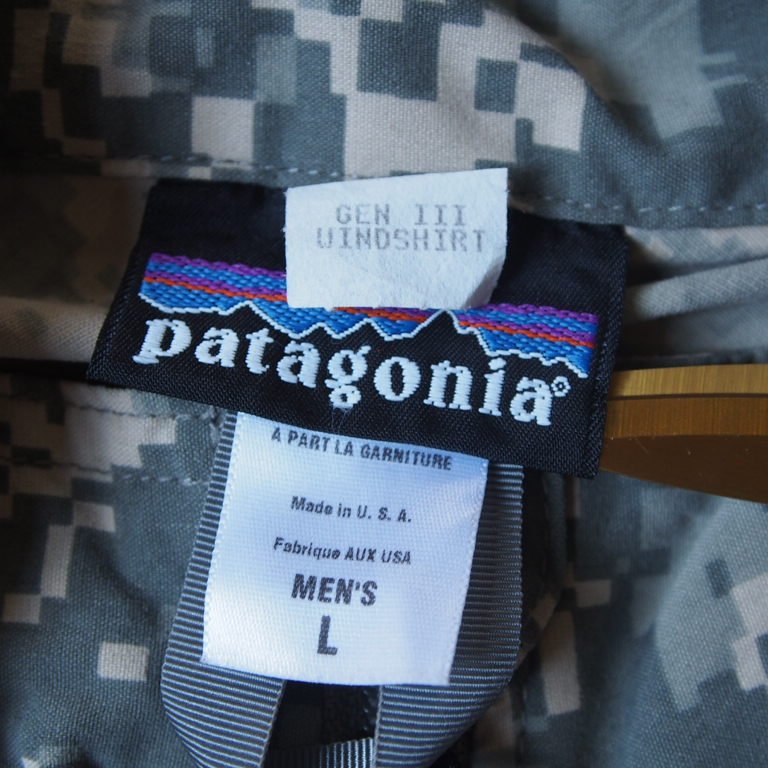 GEN III
WINDSHIRT
patagonia®
A PART LA GARNITURE
Made in U. S. A.
Fabrique AUX USA
MEN'S
L